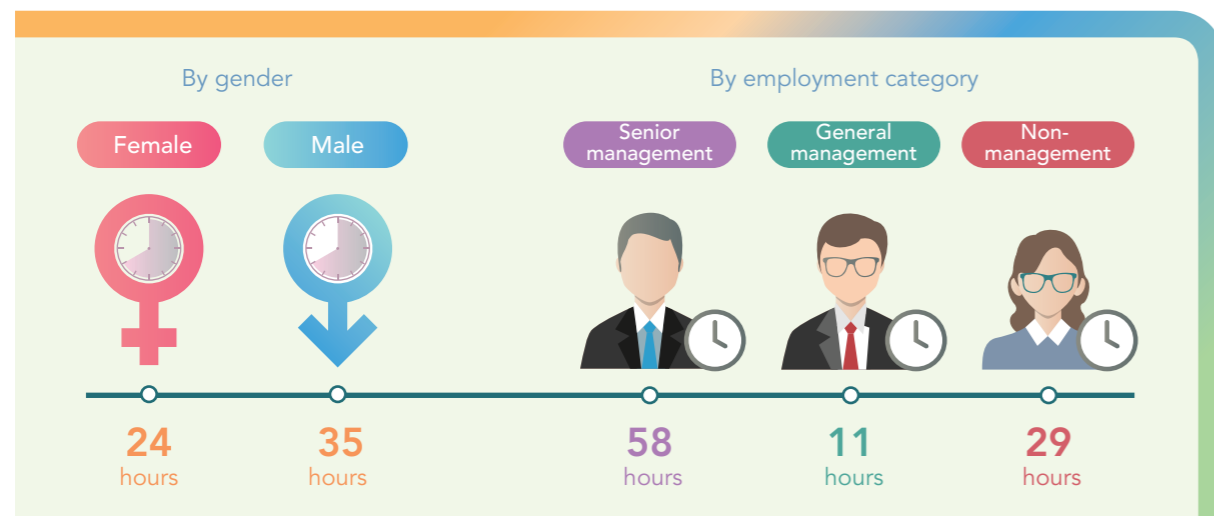 By gender
Female
Male
24
hours
35
hours
By employment category
Senior
management
General
management
Non-
management
58
hours
11
hours
29
hours